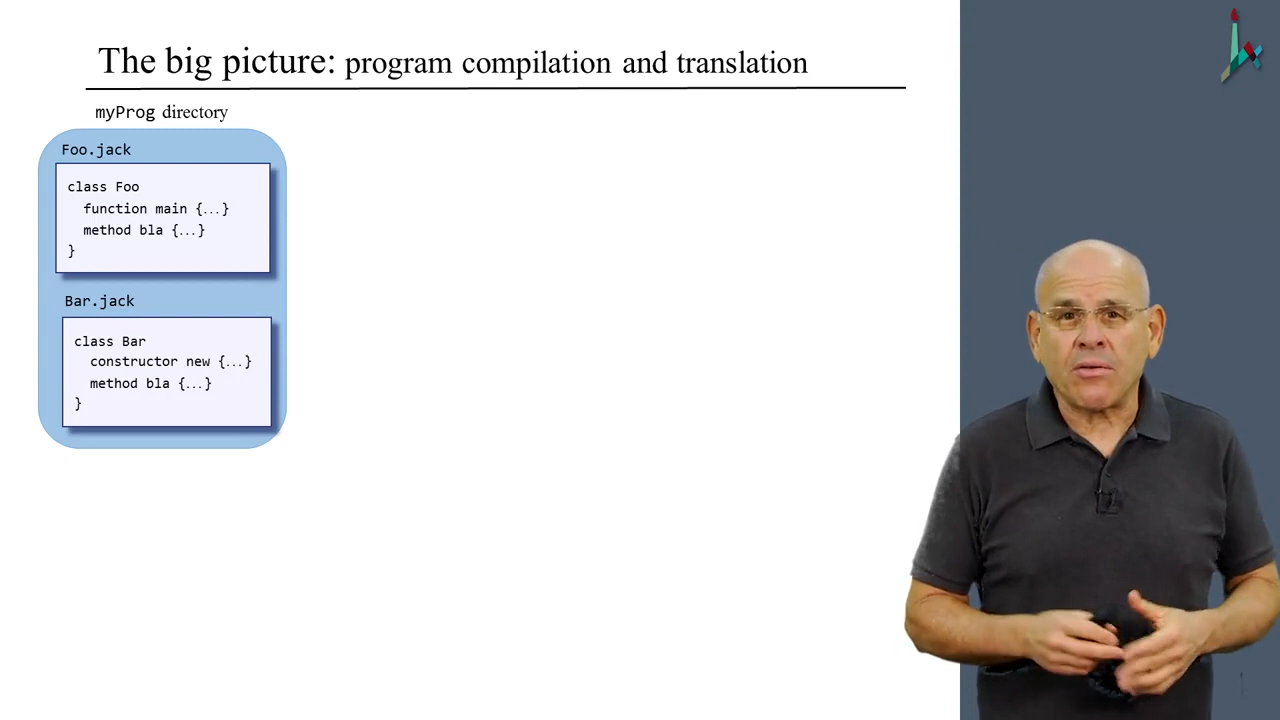 The big picture: program compilation and translation
myProg directory
Foo.jack
class Foo
function main {...}
method bla {...}
}
Bar.jack
class Bar
constructor new {...}
method bla {...}
}